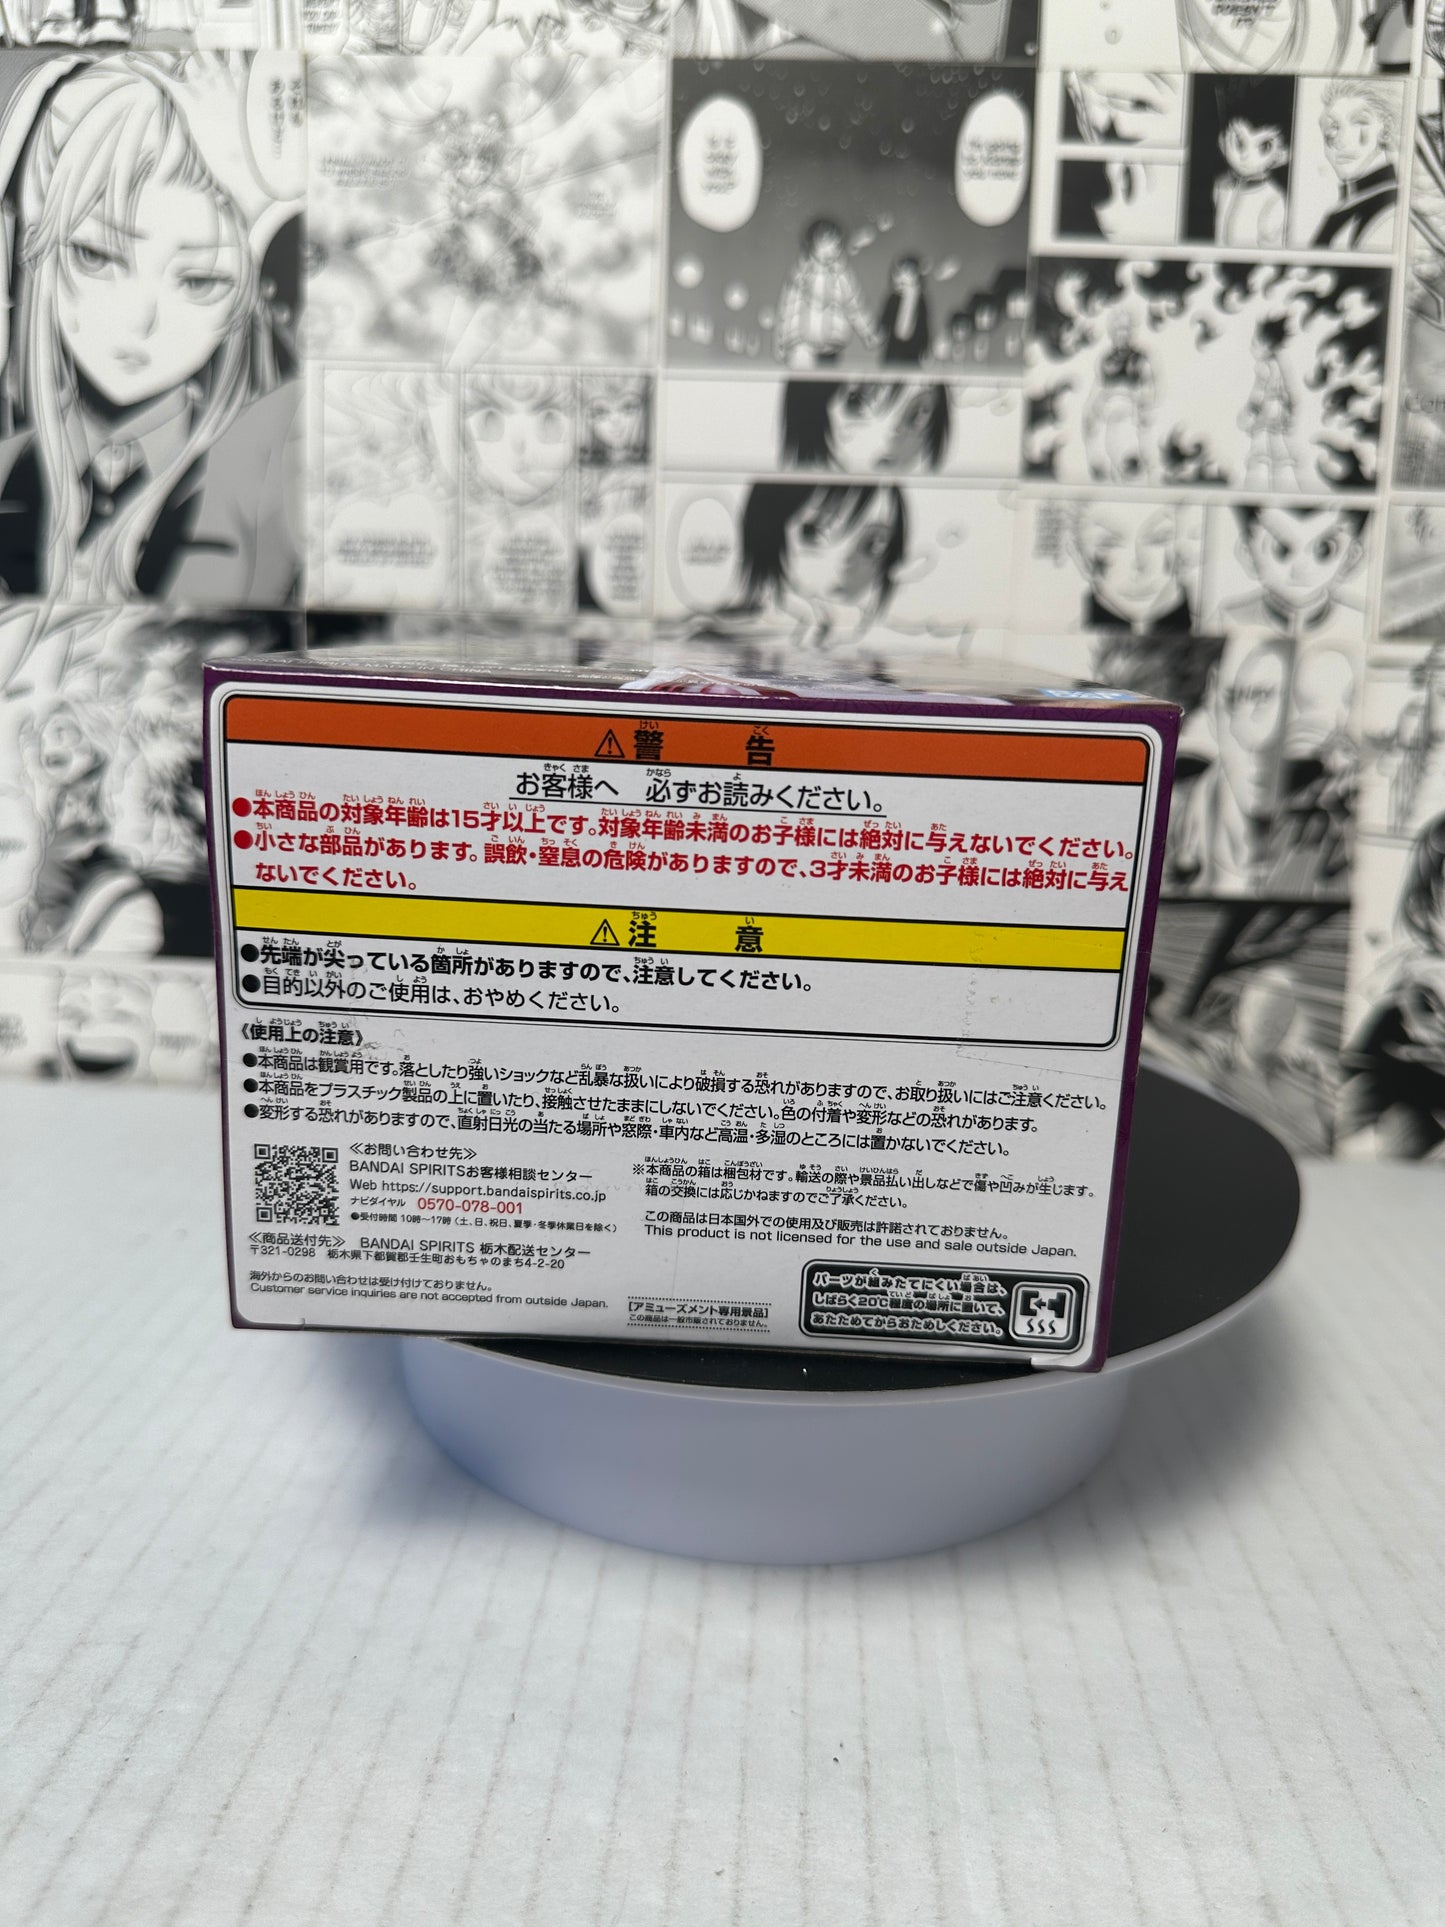 ⚠警告
お客様へ 必ずお読みください。
●本商品の対象年齢は15才以上です。対象年齢未満のお子様には絶対に与えないでください。
●小さな部品があります。誤飲・窒息の危険がありますので、3才未満のお子様には絶対に与え
ないでください。
⚠注意
●先端が尖っている箇所がありますので、注意してください。
●目的以外のご使用は、おやめください。
《使用上の注意》
●本商品は観賞用です。落としたり強いショックなど乱暴な扱いにより破損する恐れがありますので、お取り扱いにはご注意ください。
●本商品をプラスチック製品の上に置いたり、接触させたままにしないでください。色の付着や変形などの恐れがあります。
●変形する恐れがありますので、直射日光の当たる場所や窓際・車内など高温・多湿のところには置かないでください。
≪お問い合わせ先≫
BANDAI SPIRITSお客様相談センター
Web https://support.bandaispirits.co.jp
ナビダイヤル 0570-078-001
●受付時間 10時～17時（土、日、祝日、夏季・冬季休業日を除く）
≪商品送付先≫ BANDAI SPIRITS 栃木配送センター
〒321-0298 栃木県下都賀郡壬生町おもちゃのまち4-2-20
海外からのお問い合わせは受け付けておりません。
Customer service inquiries are not accepted from outside Japan.
※本商品の箱は梱包材です。輸送の際や景品払い出しなどで傷や凹みが生じます。
箱の交換には応じかねますのでご了承ください。
この商品は日本国外での使用及び販売は許諾されておりません。
This product is not licensed for the use and sale outside Japan.
[アミューズメント専用景品]
この商品は一般市販されておりません。
パーツが組みたてにくい場合は、
しばらく20℃程度の場所に置いて、
あたためてからおためしください。